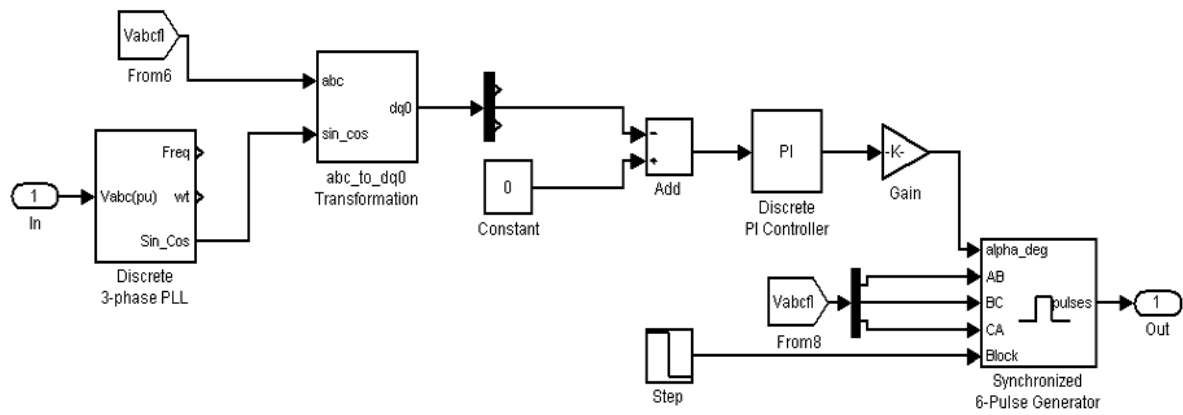 Vabcfl
From6
abc
dq0
sin_cos
abc_to_dq0
Transformation
1
In
Freq
Vabc(pu)
wt
Sin_Cos
Discrete
3-phase PLL
0
Constant
-
+
Add
PI
Discrete
PI Controller
-K-
Gain
Vabcfl
From8
Step
alpha_deg
AB
BC
CA
Block
pulses
Synchronized
6-Pulse Generator
1
Out